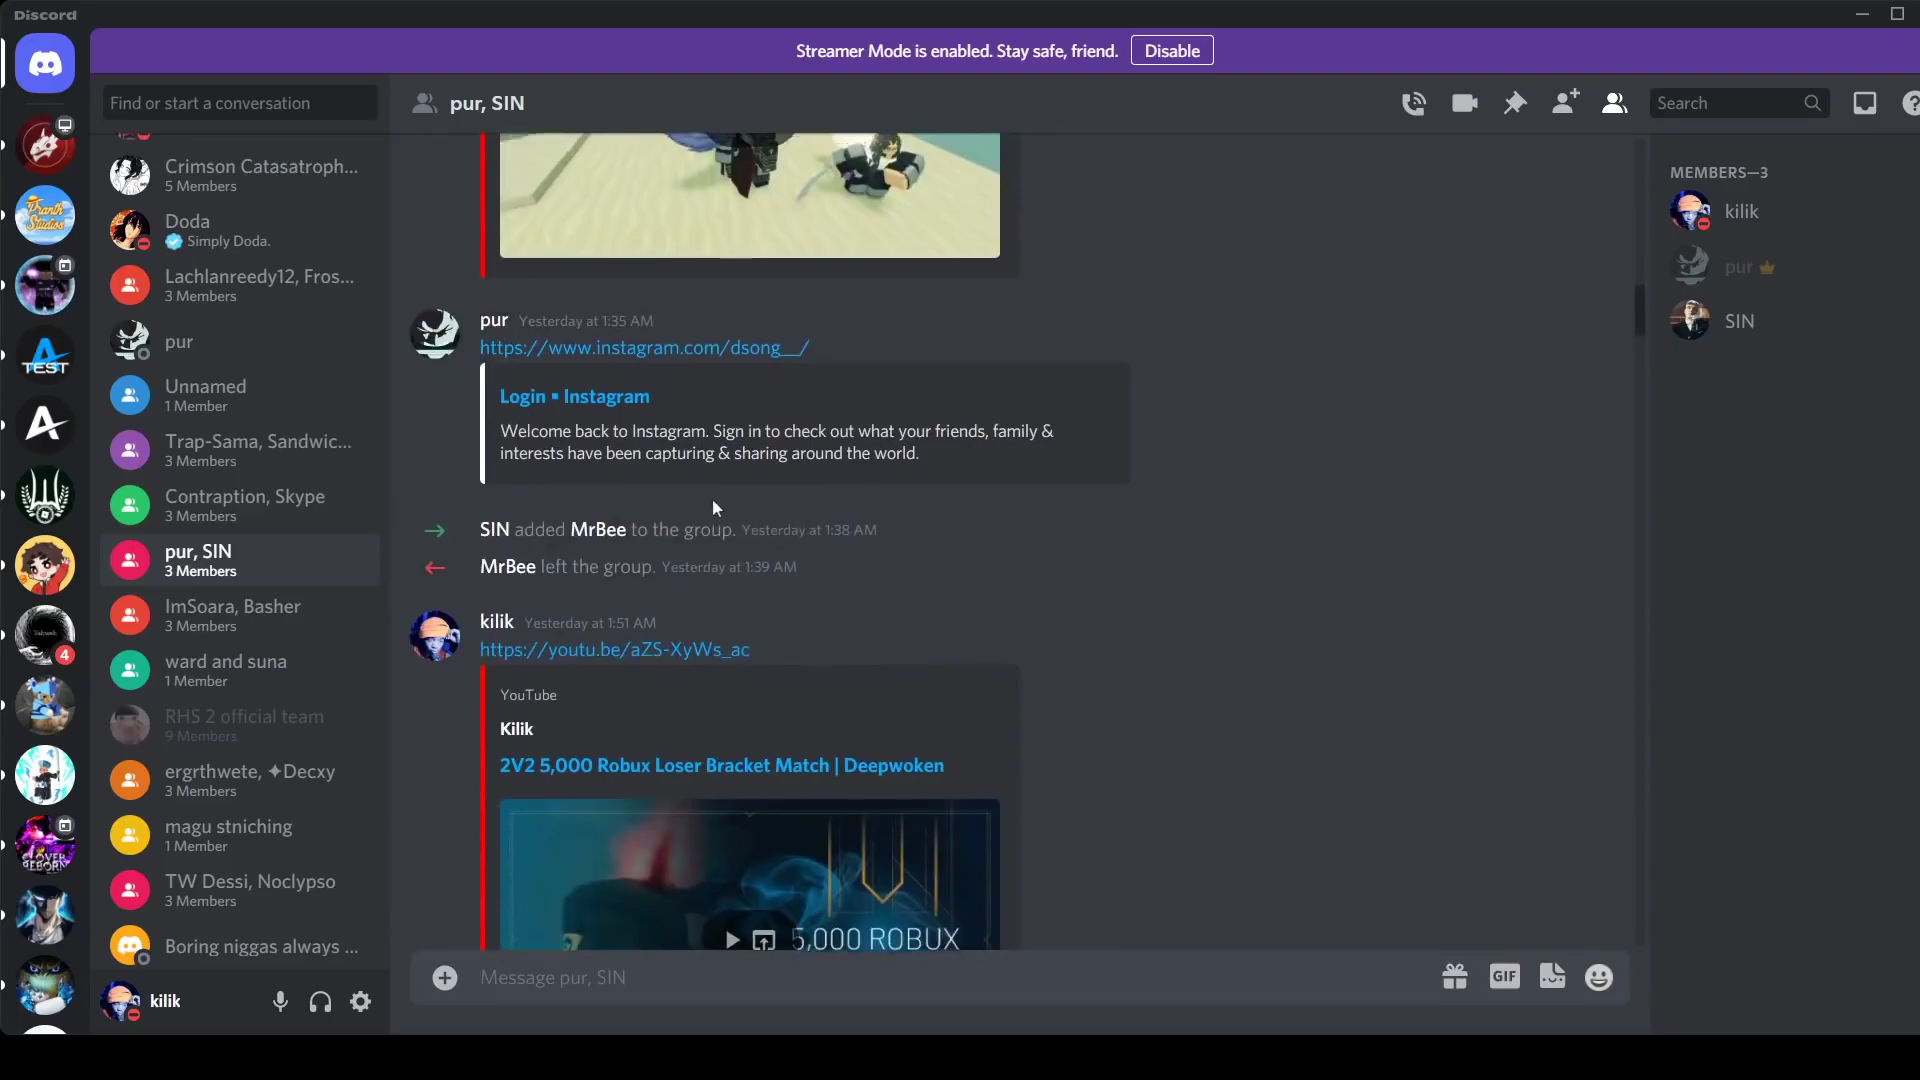 Discord
Streamer Mode is enabled. Stay safe, friend.
Disable
Find or start a conversation
pur, SIN
Search
Crimson Catasatroph...
5 Members
Doda
Simply Doda.
Lachlanreedy12, Fros...
3 Members
pur
Unnamed
1 Member
Trap-Sama, Sandwic...
3 Members
Contraption, Skype
3 Members
pur, SIN
3 Members
ImSoara, Basher
3 Members
ward and suna
1 Member
RHS 2 official team
9 Members
ergrthwete, ✦Decxy
3 Members
magu stniching
1 Member
TW Dessi, Noclypso
3 Members
Boring niggas always ...
kilik
Pranth
Studios
TEST
4
CLOVER
REBORN
pur Yesterday at 1:35 AM
https://www.instagram.com/dsong__/
Login • Instagram
Welcome back to Instagram. Sign in to check out what your friends, family &
interests have been capturing & sharing around the world.
SIN added MrBee to the group. Yesterday at 1:38 AM
MrBee left the group. Yesterday at 1:39 AM
kilik Yesterday at 1:51 AM
https://youtu.be/aZS-XyWs_ac
YouTube
Kilik
2V2 5,000 Robux Loser Bracket Match | Deepwoken
5,000 ROBUX
Message pur, SIN
GIF
MEMBERS—3
kilik
pur
SIN